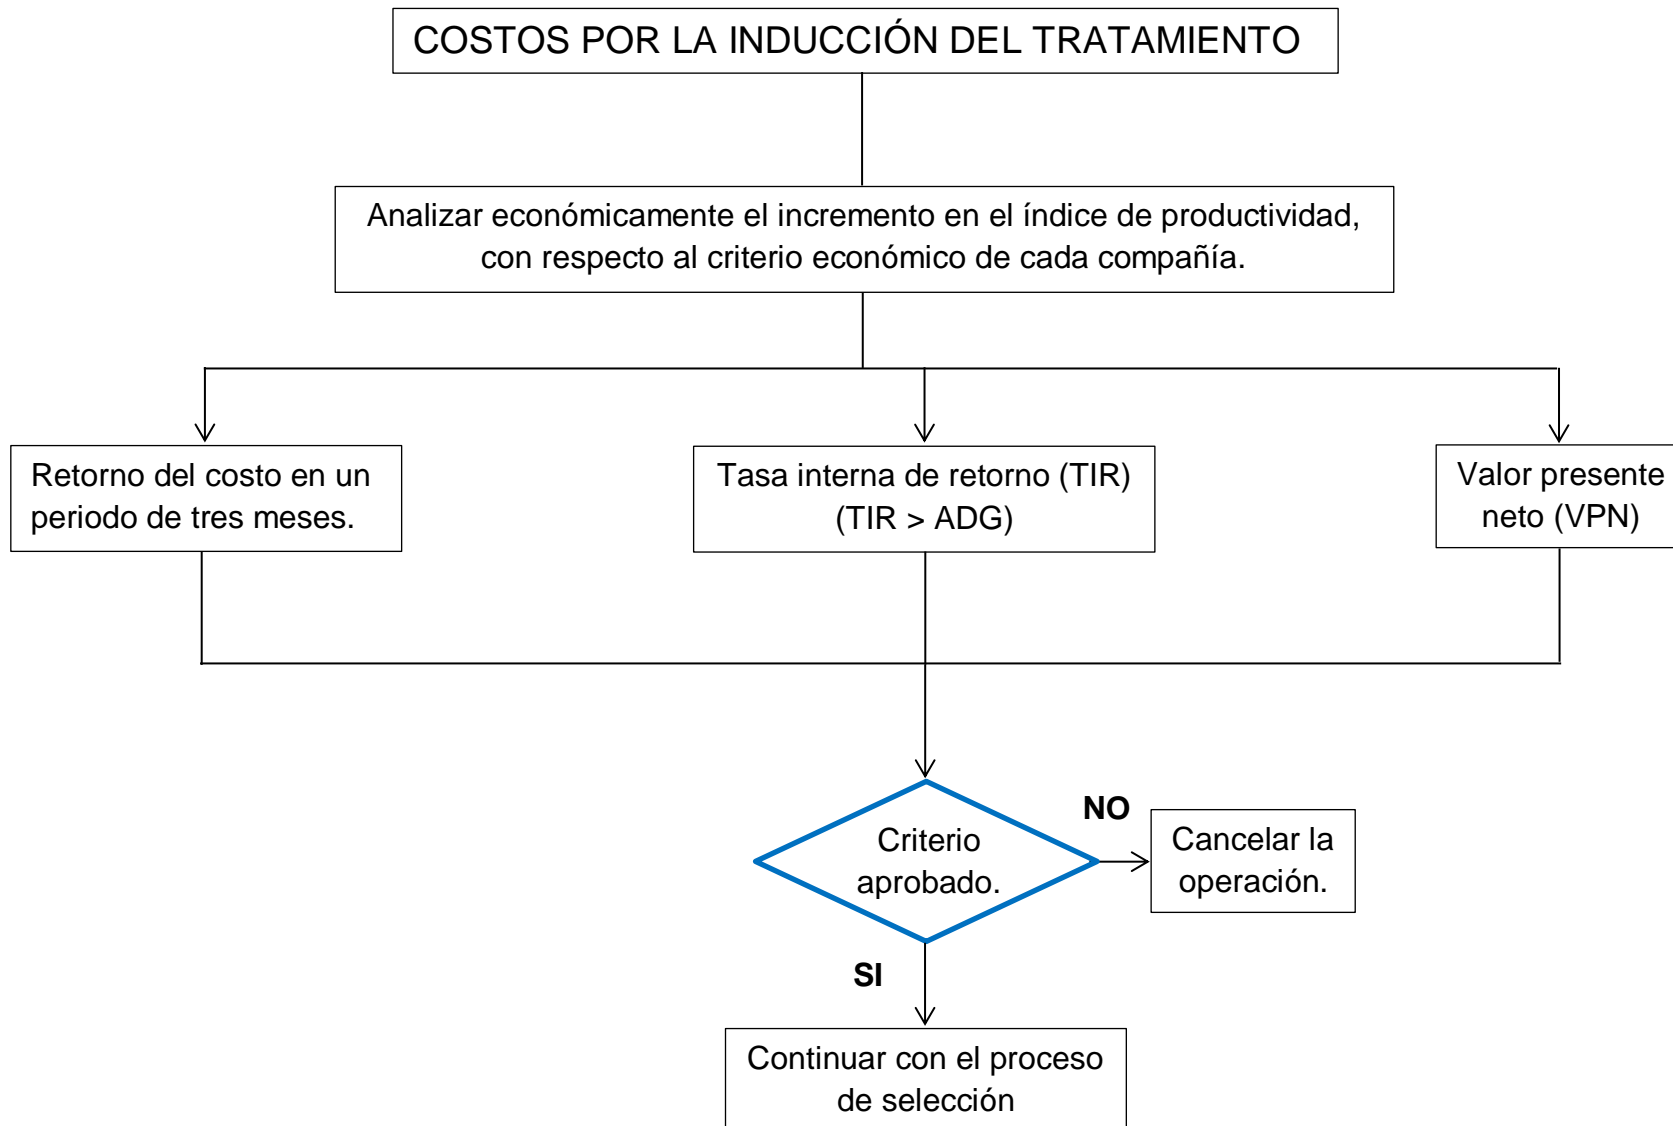 COSTOS POR LA INDUCCIÓN DEL TRATAMIENTO
Analizar económicamente el incremento en el índice de productividad,
con respecto al criterio económico de cada compañía.
Retorno del costo en un
periodo de tres meses.
Tasa interna de retorno (TIR)
(TIR > ADG)
Valor presente
neto (VPN)
Criterio
aprobado.
NO
Cancelar la
operación.
SI
Continuar con el proceso
de selección